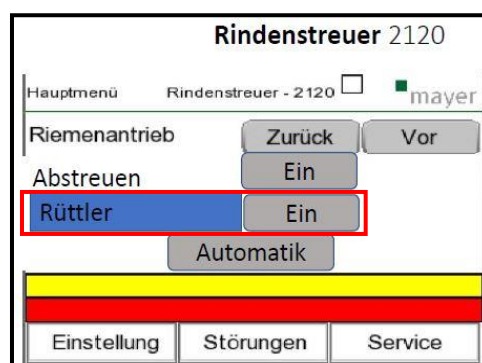 Rindenstreuer 2120
Hauptmenü Rindenstreuer - 2120 mayer
Riemenantrieb Zurück Vor
Abstreuen Ein
Rüttler Ein
Automatik
Einstellung Störungen Service